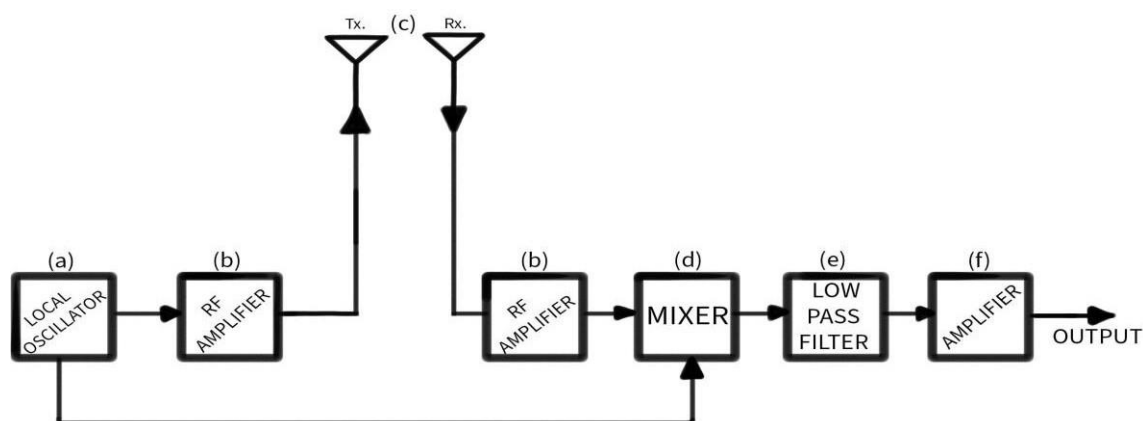 Tx.
(c)
Rx.
(a)
(b)
(b)
(d)
(e)
(f)
LOCAL
OSCILLATOR
RF
AMPLIFIER
RF
AMPLIFIER
MIXER
LOW
PASS
FILTER
AMPLIFIER
OUTPUT